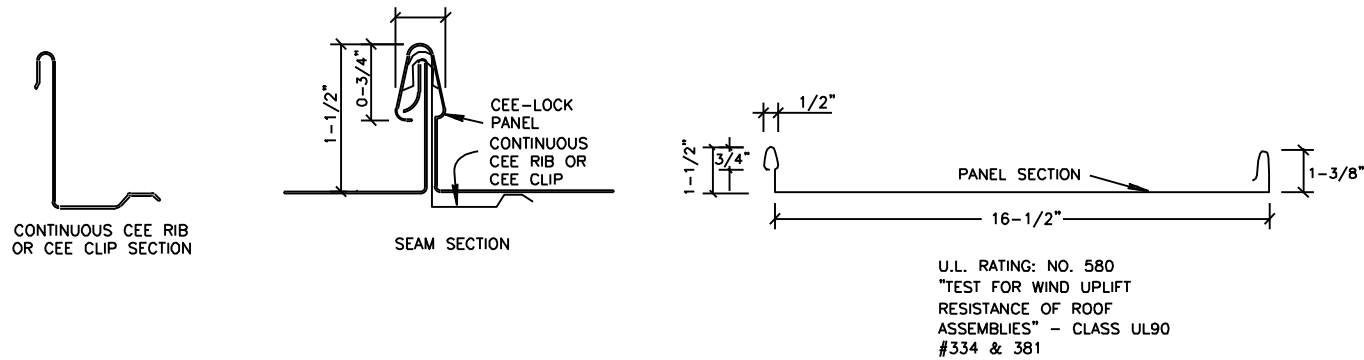 CONTINUOUS CEE RIB
OR CEE CLIP SECTION
1-1/2"
0-3/4"
CEE-LOCK
PANEL
CONTINUOUS
CEE RIB OR
CEE CLIP
SEAM SECTION
1/2"
1-1/2"
3/4"
PANEL SECTION
1-3/8"
16-1/2"
U.L. RATING: NO. 580
"TEST FOR WIND UPLIFT
RESISTANCE OF ROOF
ASSEMBLIES" - CLASS UL90
#334 & 381